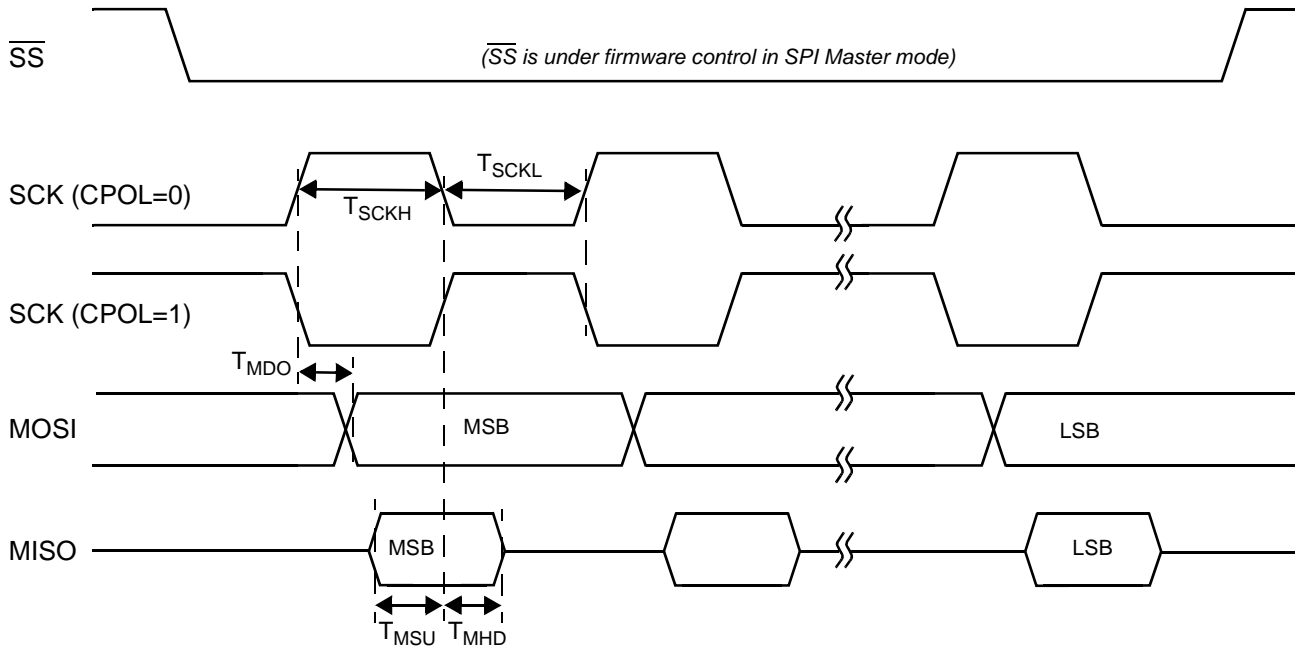 SS
(SS is under firmware control in SPI Master mode)
SCK (CPOL=0)
TSCKH
TSCKL
SCK (CPOL=1)
TMDO
MOSI
MSB
LSB
MISO
MSB
LSB
TMSU
TMHD